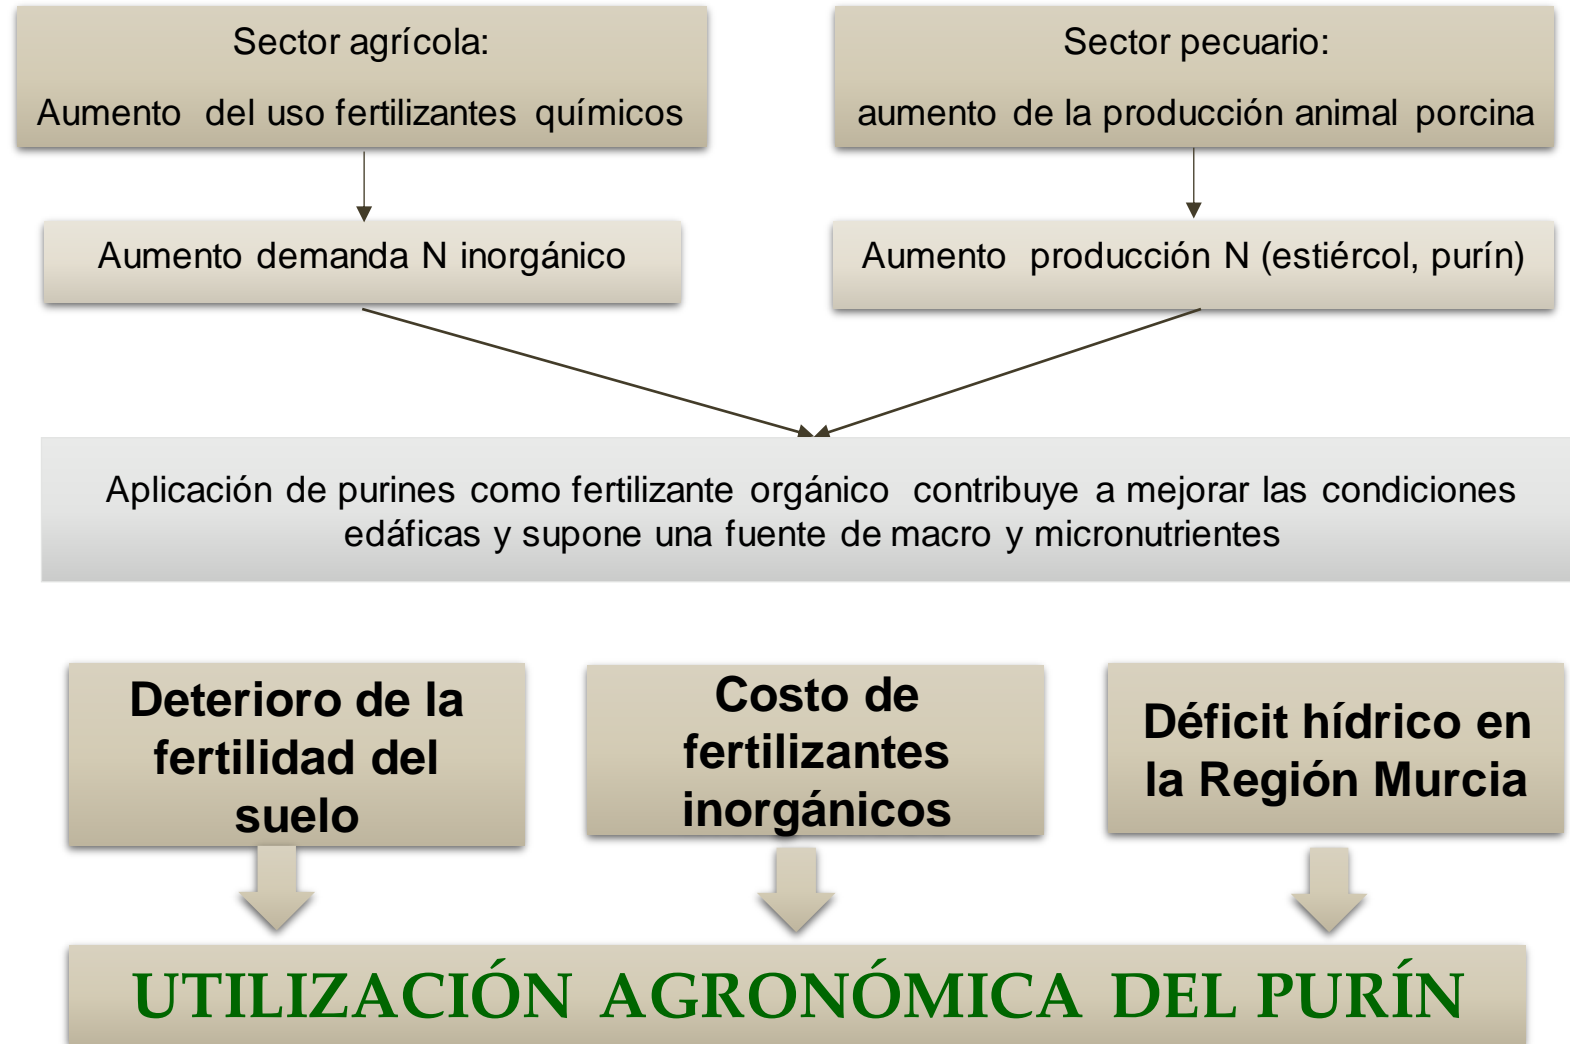 Sector agrícola:
Aumento del uso fertilizantes químicos
Sector pecuario:
aumento de la producción animal porcina
Aumento demanda N inorgánico
Aumento producción N (estiércol, purín)
Aplicación de purines como fertilizante orgánico contribuye a mejorar las condiciones
edáficas y supone una fuente de macro y micronutrientes
Deterioro de la
fertilidad del
suelo
Costo de
fertilizantes
inorgánicos
Déficit hídrico en
la Región Murcia
UTILIZACIÓN AGRONÓMICA DEL PURÍN